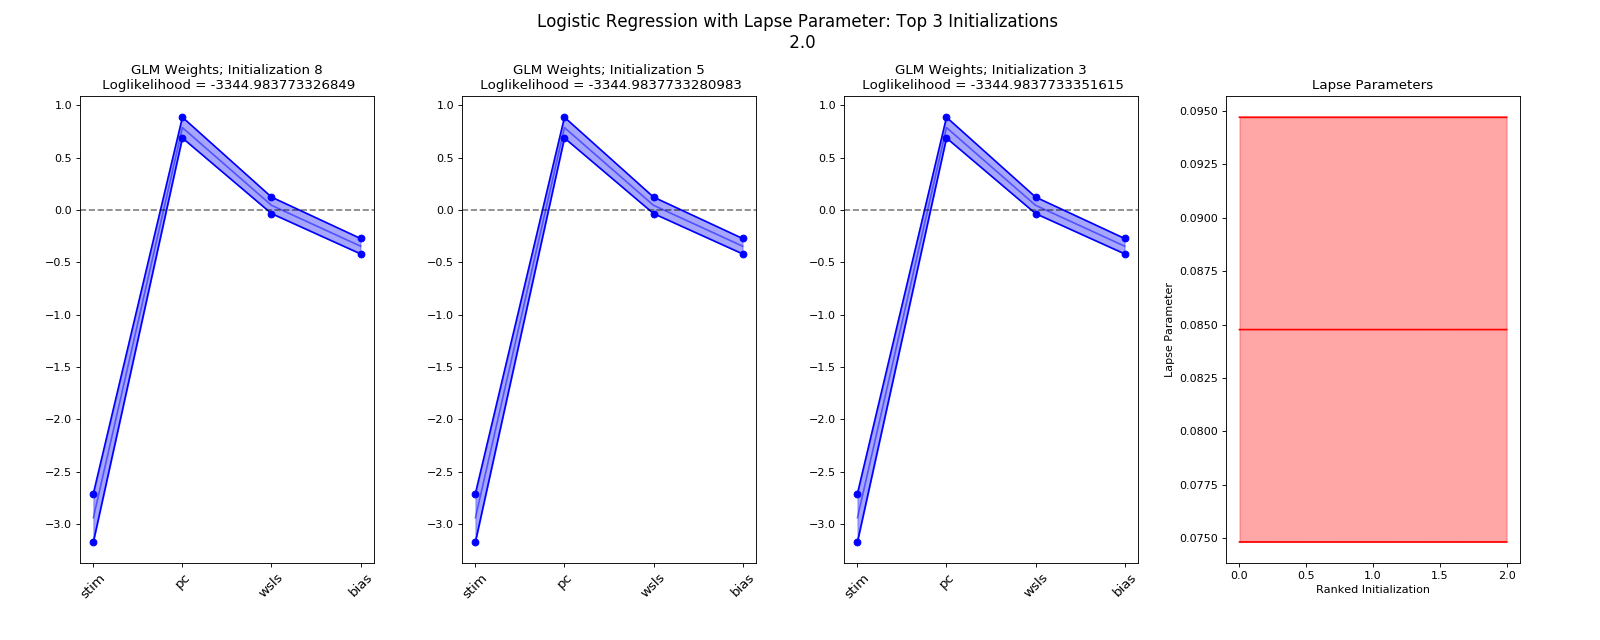 Logistic Regression with Lapse Parameter: Top 3 Initializations
2.0
GLM Weights; Initialization 8
Loglikelihood = -3344.983773326849
1.0
0.5
0.0
−0.5
−1.0
−1.5
−2.0
−2.5
−3.0
stim
pc
wsls
bias
GLM Weights; Initialization 5
Loglikelihood = -3344.9837733280983
1.0
0.5
0.0
−0.5
−1.0
−1.5
−2.0
−2.5
−3.0
stim
pc
wsls
bias
GLM Weights; Initialization 3
Loglikelihood = -3344.9837733351615
1.0
0.5
0.0
−0.5
−1.0
−1.5
−2.0
−2.5
−3.0
stim
pc
wsls
bias
Lapse Parameters
Lapse Parameter
0.0950
0.0925
0.0900
0.0875
0.0850
0.0825
0.0800
0.0775
0.0750
0.0
0.5
1.0
1.5
2.0
Ranked Initialization